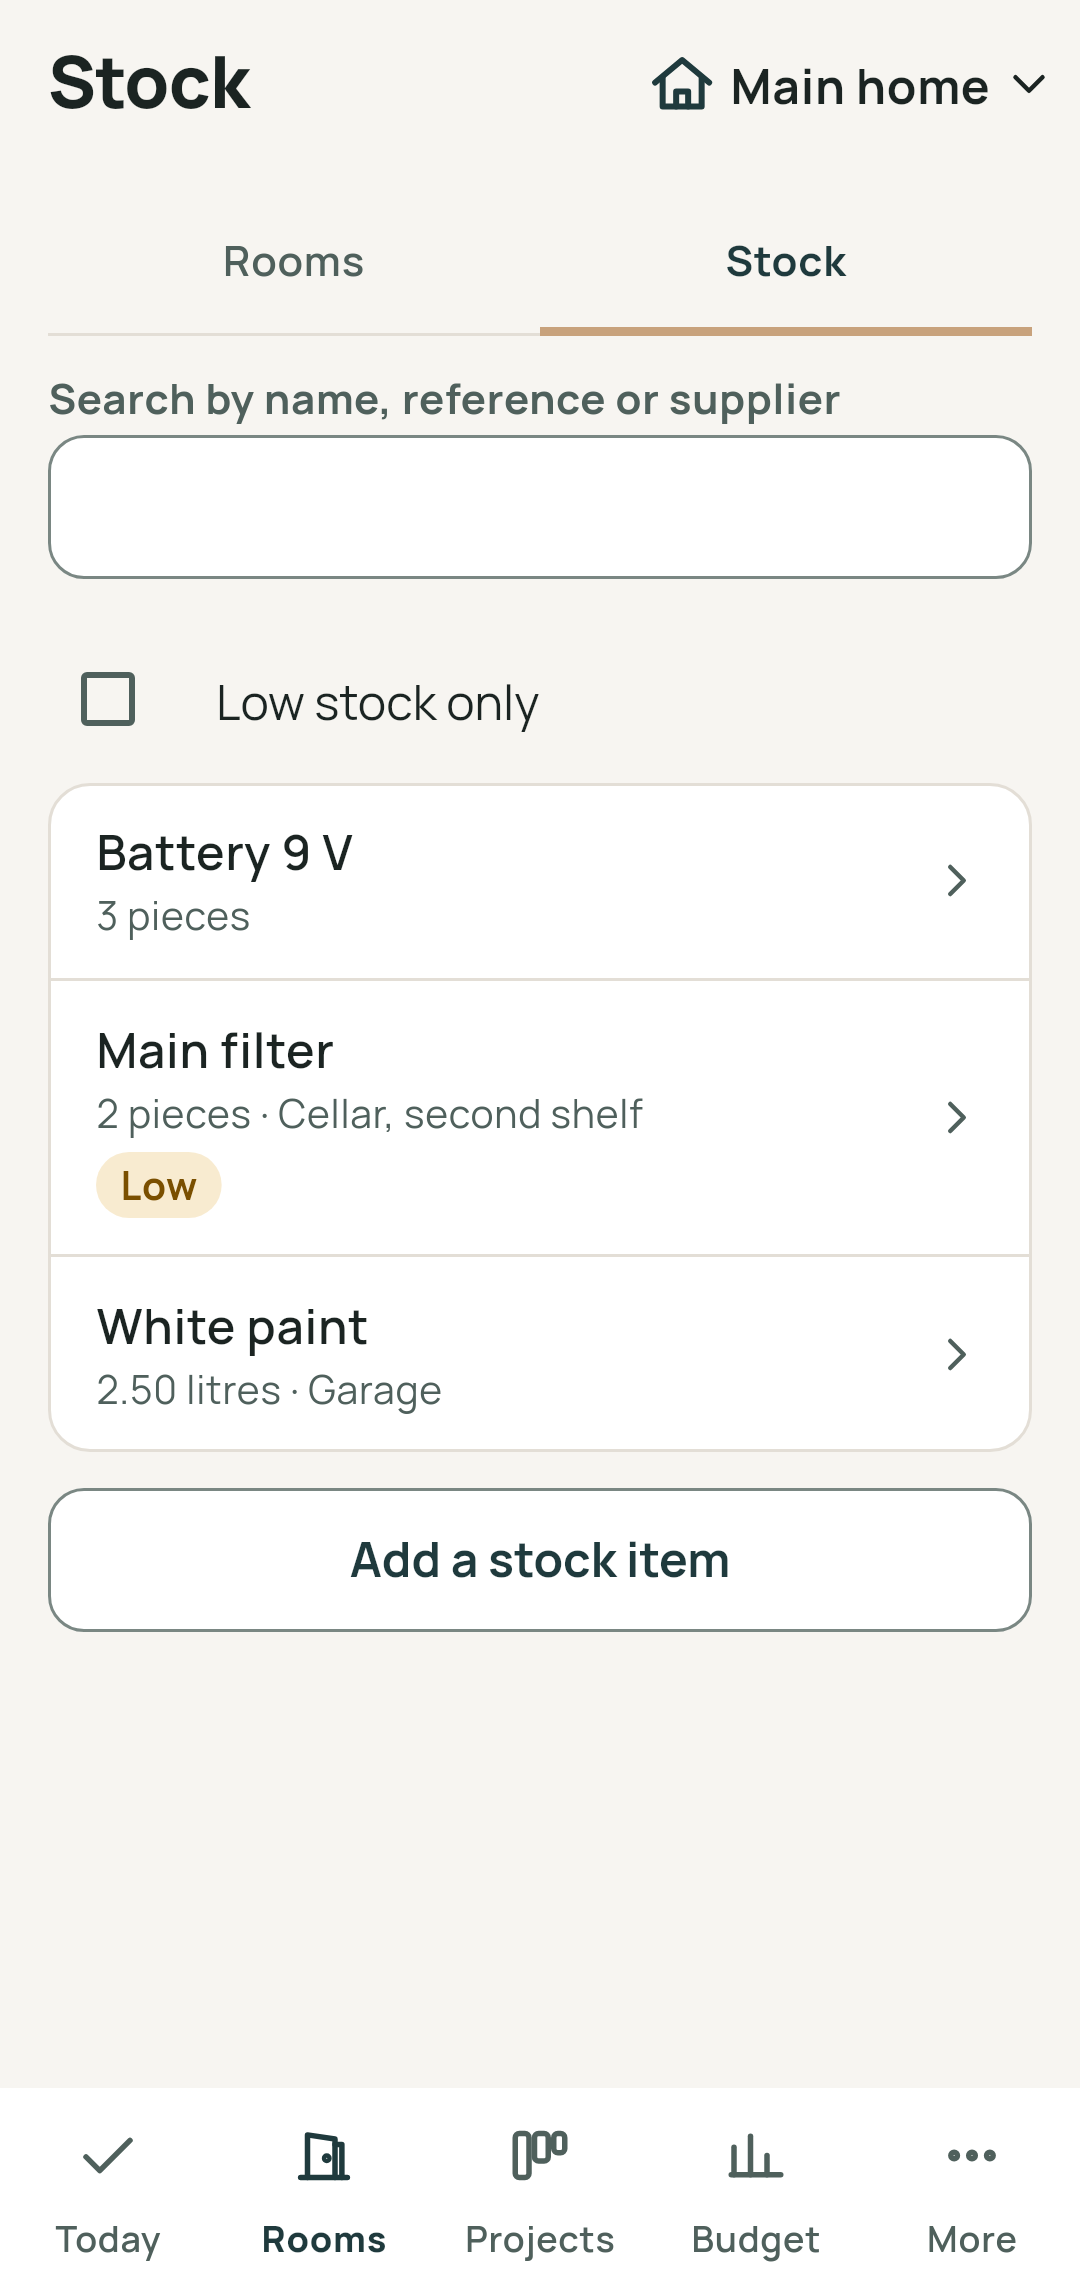 Stock
Main home
Rooms
Stock
Search by name, reference or supplier
Low stock only
Battery 9 V
3 pieces
Main filter
2 pieces · Cellar, second shelf
Low
White paint
2.50 litres · Garage
Add a stock item
Today
Rooms
Projects
Budget
More